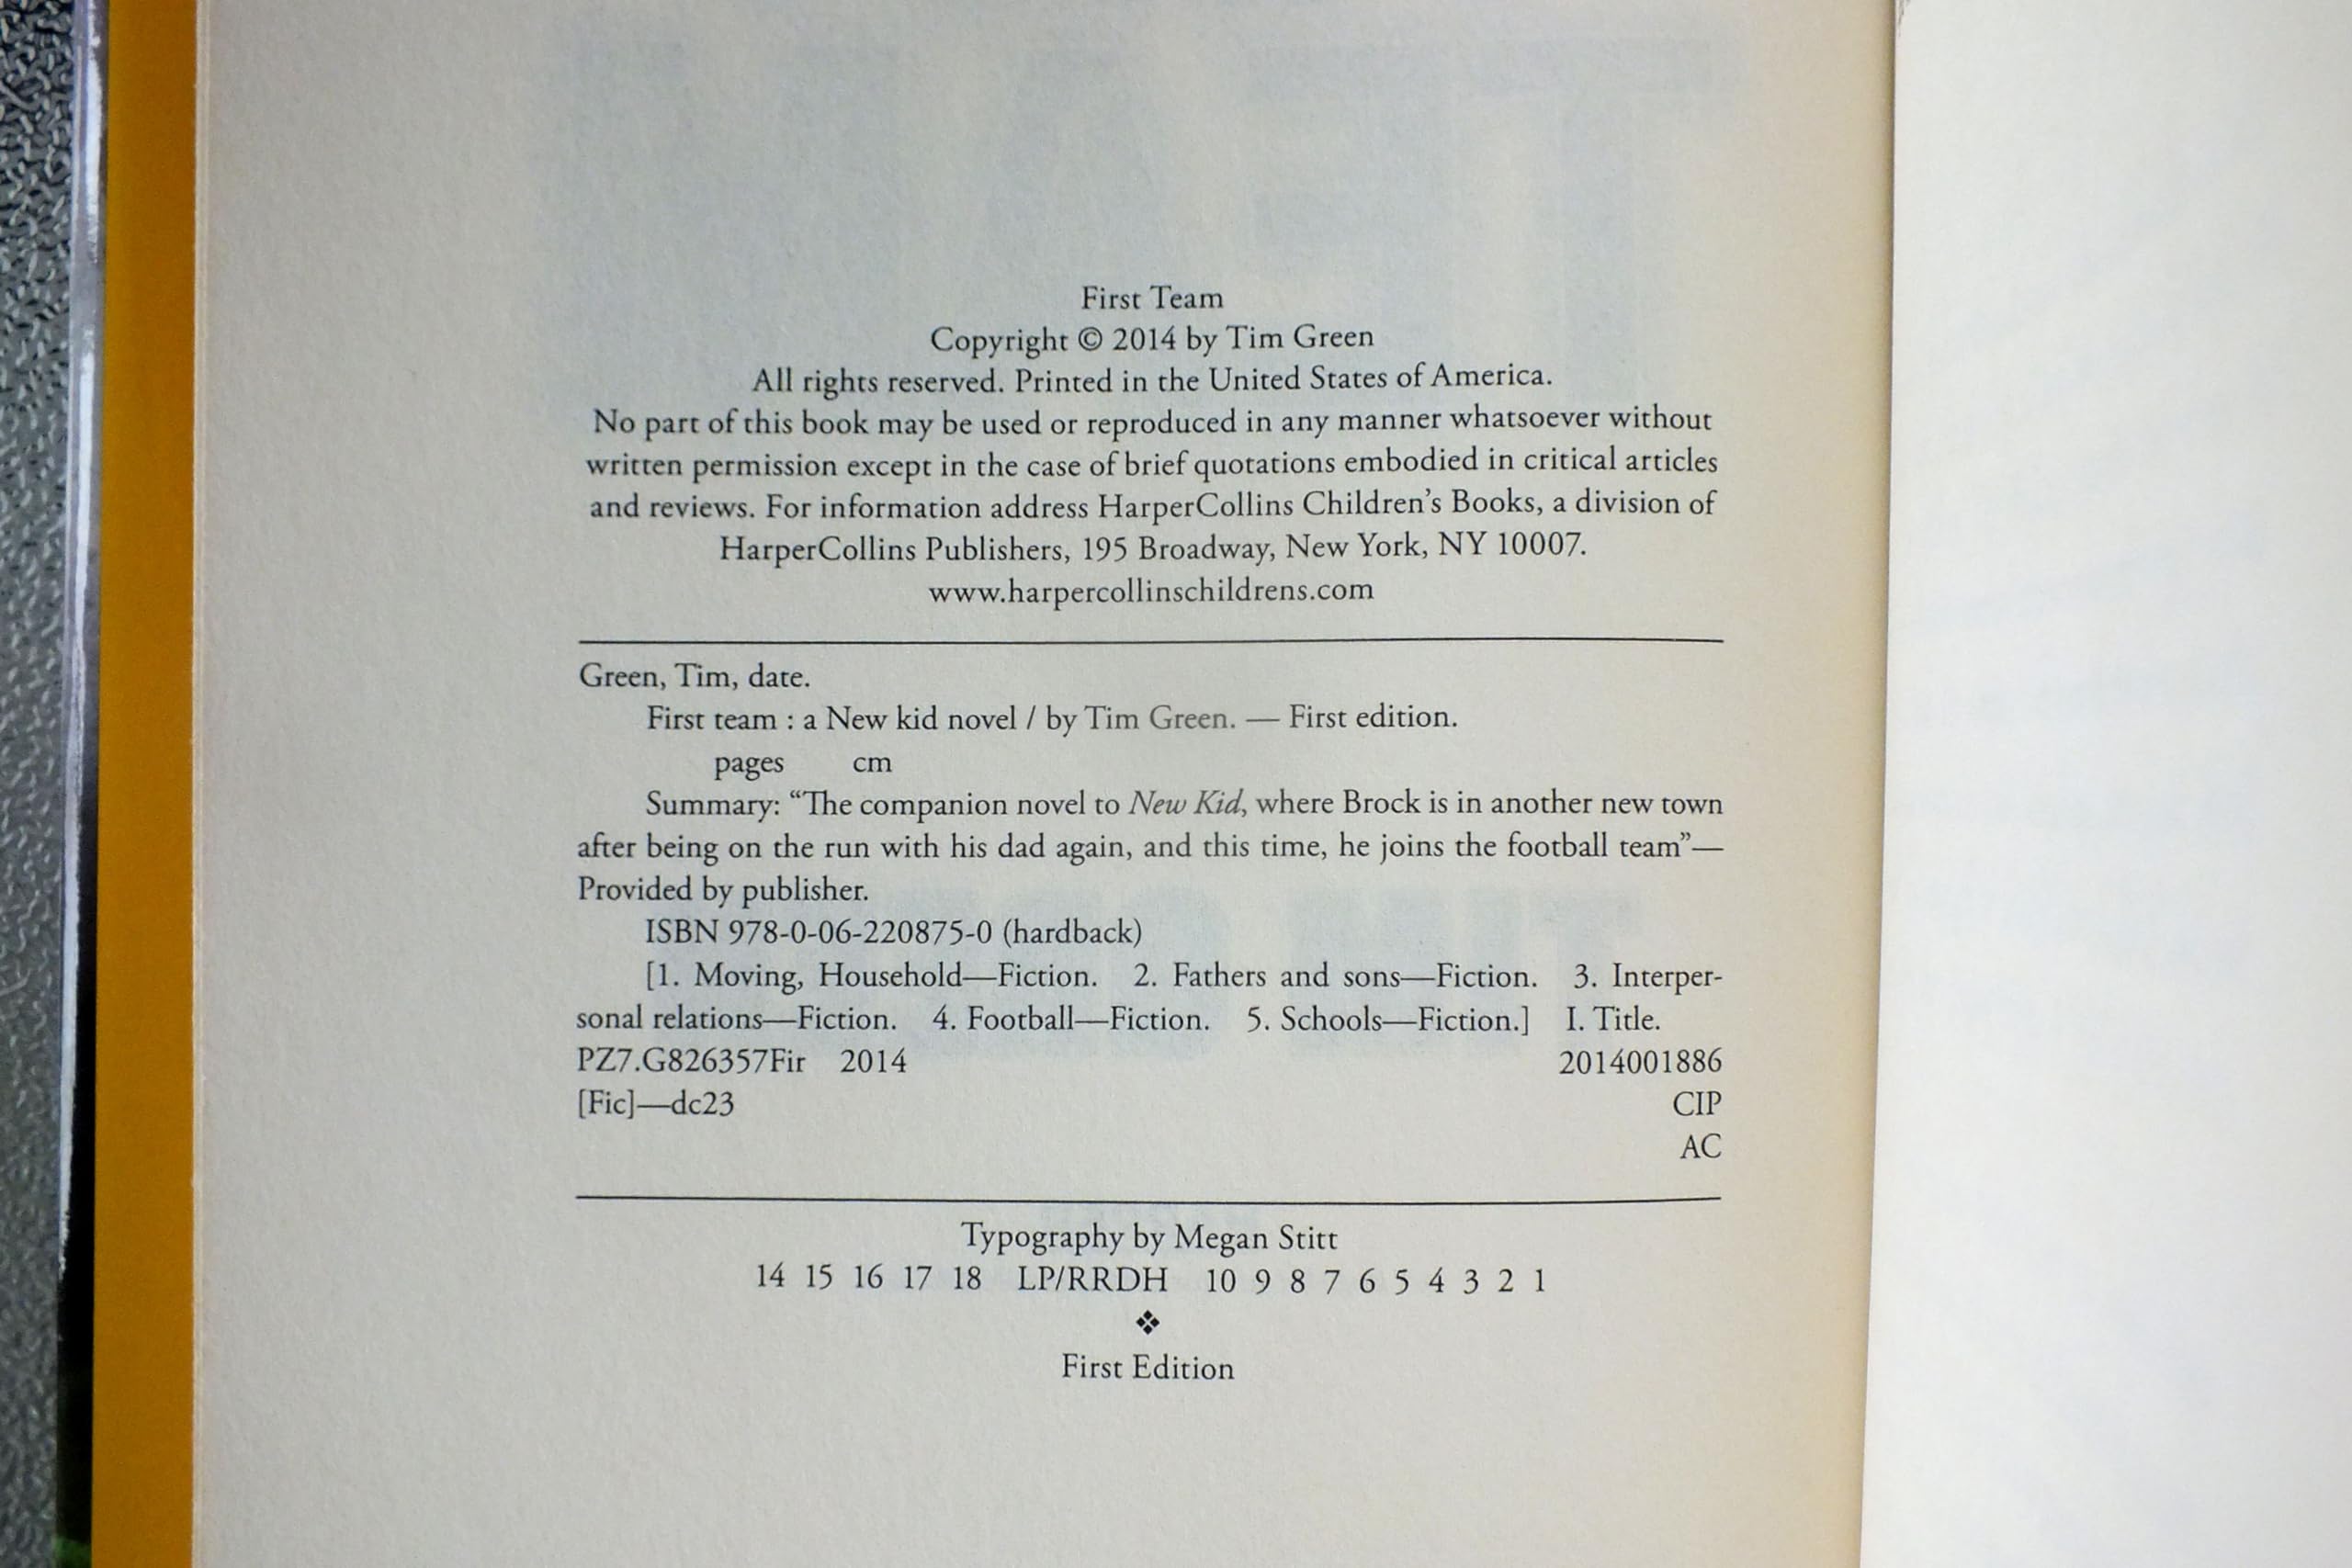 First Team
Copyright © 2014 by Tim Green
All rights reserved. Printed in the United States of America.
No part of this book may be used or reproduced in any manner whatsoever without
written permission except in the case of brief quotations embodied in critical articles
and reviews. For information address HarperCollins Children's Books, a division of
HarperCollins Publishers, 195 Broadway, New York, NY 10007.
www.harpercollinschildrens.com
Green, Tim, date.
First team : a New kid novel / by Tim Green. — First edition.
pages cm
Summary: “The companion novel to New Kid, where Brock is in another new town
after being on the run with his dad again, and this time, he joins the football team”—
Provided by publisher.
ISBN 978-0-06-220875-0 (hardback)
[1. Moving, Household—Fiction. 2. Fathers and sons—Fiction. 3. Interper-
sonal relations—Fiction. 4. Football—Fiction. 5. Schools—Fiction.] I. Title.
PZ7.G826357Fir 2014 2014001886
[Fic]—dc23 CIP
AC
Typography by Megan Stitt
14 15 16 17 18 LP/RRDH 10 9 8 7 6 5 4 3 2 1
❖
First Edition